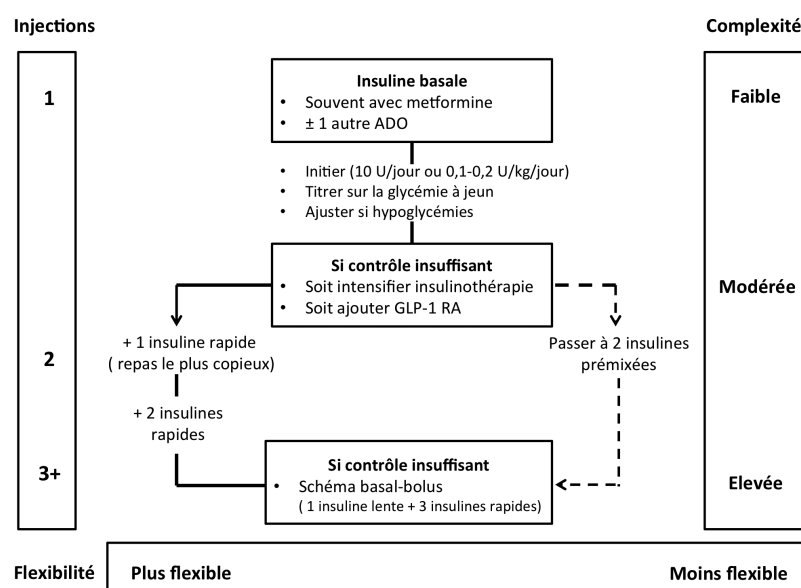 Injections
Complexité
1
Insuline basale
• Souvent avec metformine
• ± 1 autre ADO
Faible
• Initier (10 U/jour ou 0,1-0,2 U/kg/jour)
• Titrer sur la glycémie à jeun
• Ajuster si hypoglycémies
Si contrôle insuffisant
• Soit intensifier insulinothérapie
• Soit ajouter GLP-1 RA
Modérée
2
+ 1 insuline rapide
( repas le plus copieux)
Passer à 2 insulines
prémixées
+ 2 insulines
rapides
3+
Si contrôle insuffisant
• Schéma basal-bolus
( 1 insuline lente + 3 insulines rapides)
Elevée
Flexibilité
Plus flexible
Moins flexible